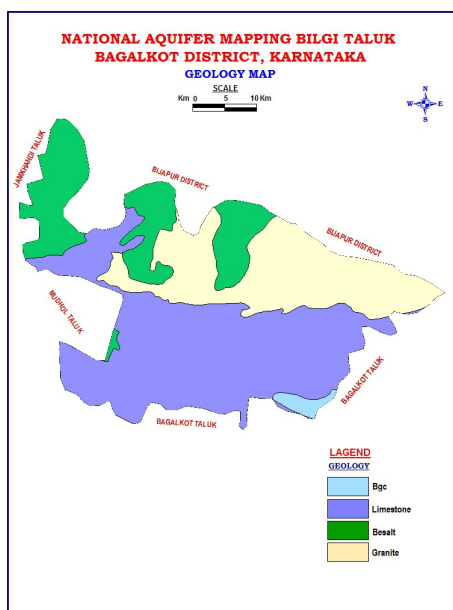 NATIONAL AQUIFER MAPPING BILGI TALUK
BAGALKOT DISTRICT, KARNATAKA
GEOLOGY MAP
SCALE
Km 0 5 10 Km
N
W E
S
JAMKHANDI TALUK
BIJAPUR DISTRICT
BIJAPUR DISTRICT
MUDHOL TALUK
BAGALKOT TALUK
BAGALKOT TALUK
LAGEND
GEOLOGY
Bgc
Limestone
Besalt
Granite